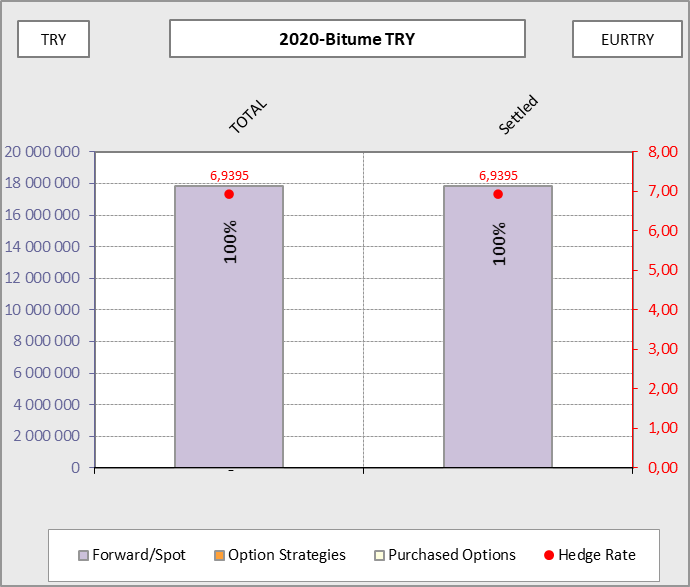 TRY 2020-Bitume TRY EURTRY
TOTAL Settled
20 000 000 8,00
6,9395 6,9395
18 000 000 7,00
16 000 000 6,00
100% 100%
14 000 000
12 000 000 5,00
10 000 000 4,00
8 000 000 3,00
6 000 000
4 000 000 2,00
2 000 000 1,00
0 0,00
-
Forward/Spot Option Strategies Purchased Options Hedge Rate